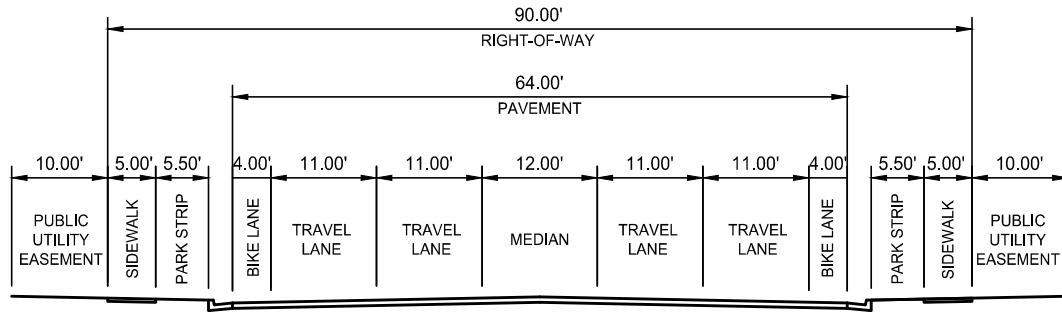 90.00'
RIGHT-OF-WAY
64.00'
PAVEMENT
10.00'
5.00'
5.50'
4.00'
11.00'
11.00'
12.00'
11.00'
11.00'
4.00'
5.50'
5.00'
10.00'
PUBLIC
UTILITY
EASEMENT
SIDEWALK
PARK STRIP
BIKE LANE
TRAVEL
LANE
TRAVEL
LANE
MEDIAN
TRAVEL
LANE
TRAVEL
LANE
BIKE LANE
PARK STRIP
SIDEWALK
PUBLIC
UTILITY
EASEMENT